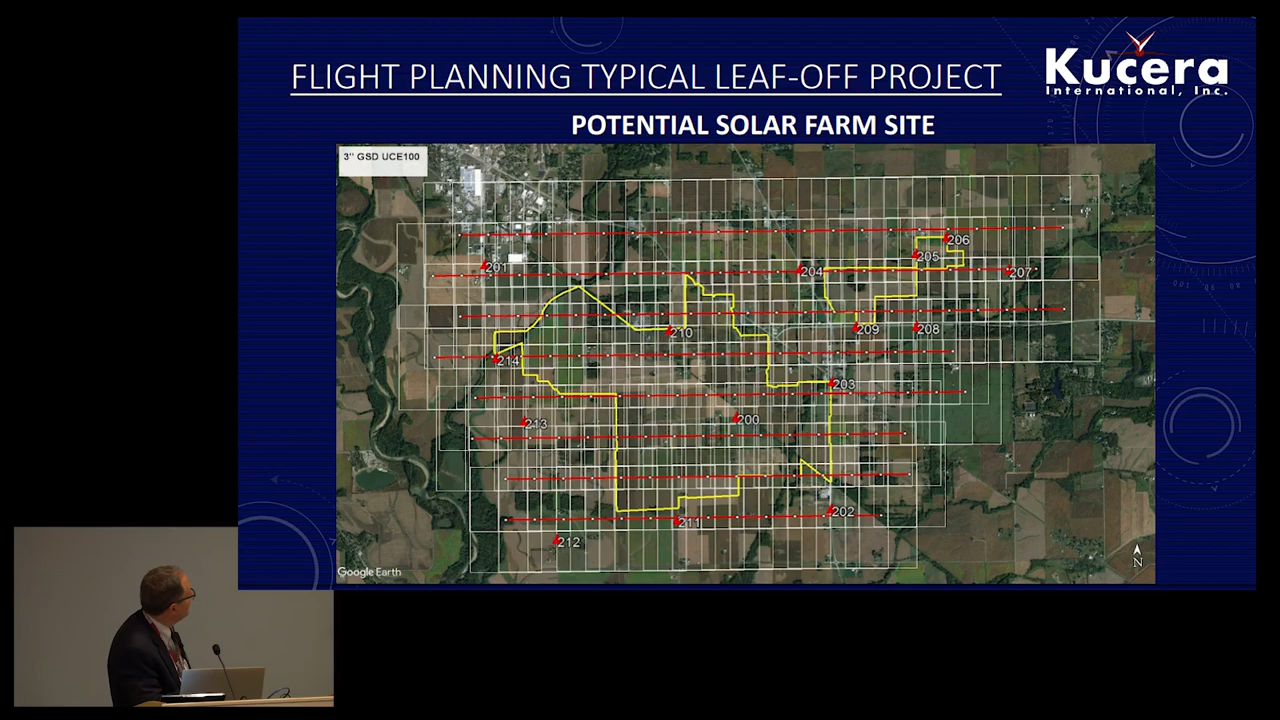 FLIGHT PLANNING TYPICAL LEAF-OFF PROJECT
Kucera
International, Inc.
POTENTIAL SOLAR FARM SITE
3" GSD UCE100
206
205
201
204
207
210
209
208
214
203
213
200
202
211
212
Google Earth
N